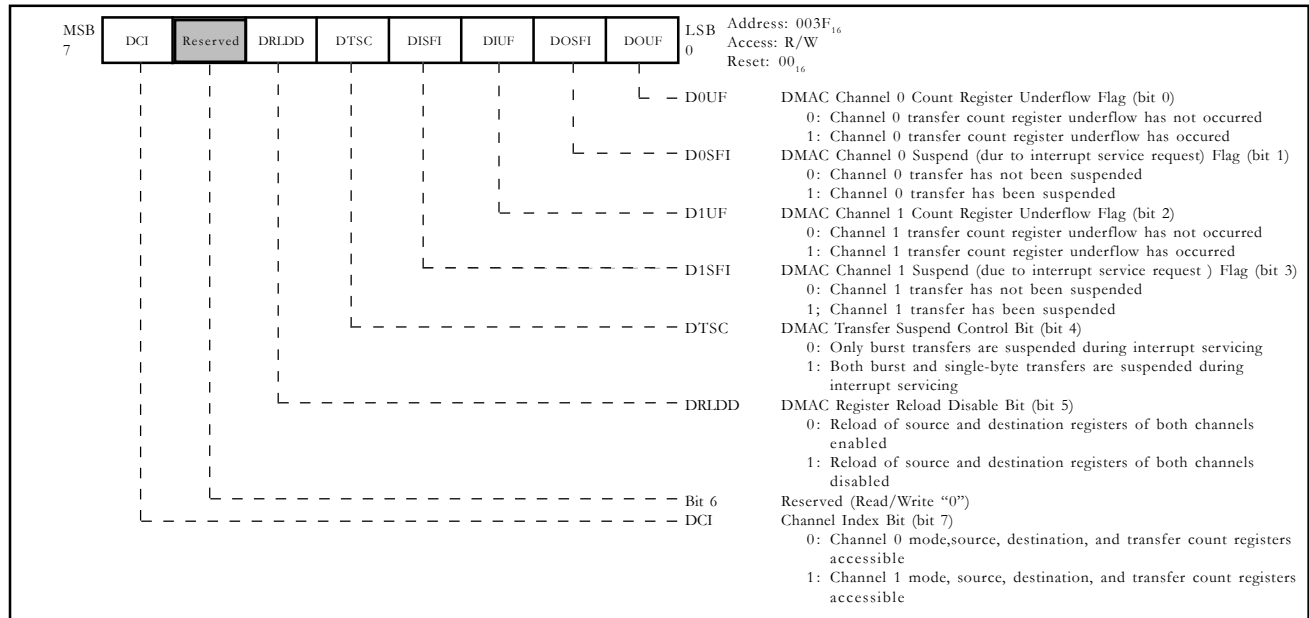 MSB
7
DCI
Reserved
DRLDD
DTSC
DISFI
DIUF
DOSFI
DOUF
LSB
0
Address: 003F₁₆
Access: R/W
Reset: 00₁₆
D0UF DMAC Channel 0 Count Register Underflow Flag (bit 0)
0: Channel 0 transfer count register underflow has not occurred
1: Channel 0 transfer count register underflow has occured
D0SFI DMAC Channel 0 Suspend (dur to interrupt service request) Flag (bit 1)
0: Channel 0 transfer has not been suspended
1: Channel 0 transfer has been suspended
D1UF DMAC Channel 1 Count Register Underflow Flag (bit 2)
0: Channel 1 transfer count register underflow has not occurred
1: Channel 1 transfer count register underflow has occurred
D1SFI DMAC Channel 1 Suspend (due to interrupt service request ) Flag (bit 3)
0: Channel 1 transfer has not been suspended
1; Channel 1 transfer has been suspended
DTSC DMAC Transfer Suspend Control Bit (bit 4)
0: Only burst transfers are suspended during interrupt servicing
1: Both burst and single-byte transfers are suspended during
interrupt servicing
DRLDD DMAC Register Reload Disable Bit (bit 5)
0: Reload of source and destination registers of both channels
enabled
1: Reload of source and destination registers of both channels
disabled
Bit 6 Reserved (Read/Write “0”)
DCI Channel Index Bit (bit 7)
0: Channel 0 mode,source, destination, and transfer count registers
accessible
1: Channel 1 mode, source, destination, and transfer count registers
accessible